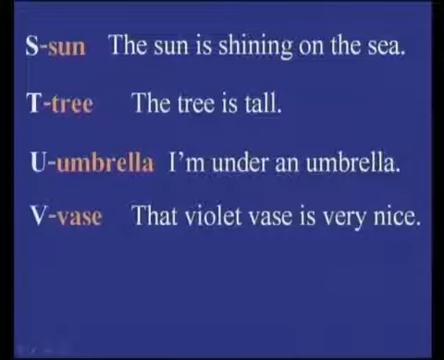 S-sun The sun is shining on the sea.
T-tree The tree is tall.
U-umbrella I'm under an umbrella.
V-vase That violet vase is very nice.